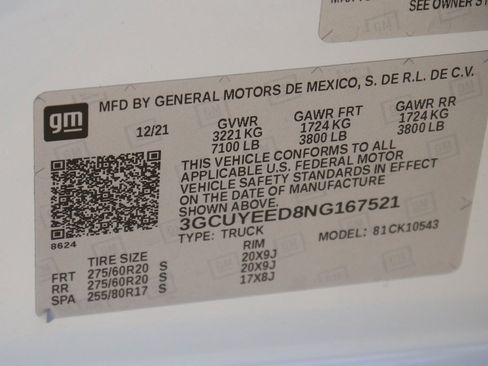 SEE OWNER'S
gm
MFD BY GENERAL MOTORS DE MEXICO, S. DE R.L. DE C.V.
12/21 GVWR GAWR FRT GAWR RR
3221 KG 1724 KG 1724 KG
7100 LB 3800 LB 3800 LB
THIS VEHICLE CONFORMS TO ALL
APPLICABLE U.S. FEDERAL MOTOR
VEHICLE SAFETY STANDARDS IN EFFECT
ON THE DATE OF MANUFACTURE
SHOWN ABOVE.
3GCUYEED8NG167521
8624
TYPE: TRUCK MODEL: 81CK10543
TIRE SIZE RIM
FRT 275/60R20 S 20X9J
RR 275/60R20 S 20X9J
SPA 255/80R17 S 17X8J